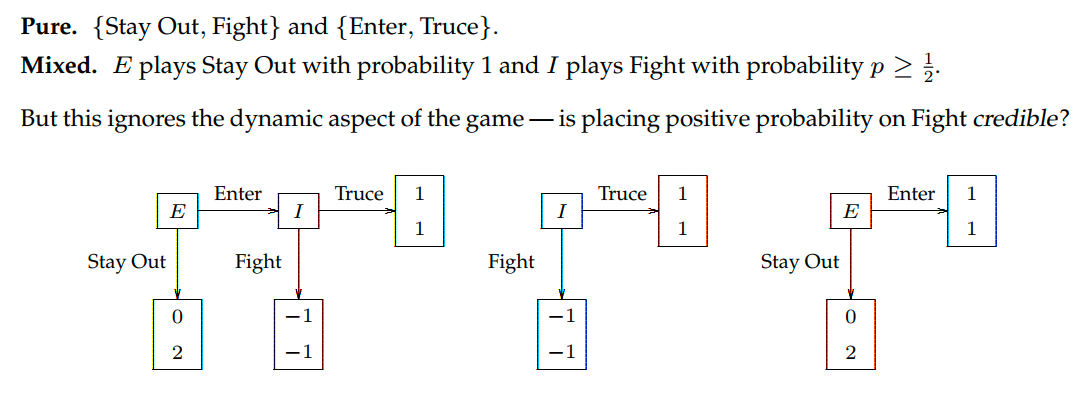 Pure. {Stay Out, Fight} and {Enter, Truce}.
Mixed. E plays Stay Out with probability 1 and I plays Fight with probability p ≥ 1/2.
But this ignores the dynamic aspect of the game — is placing positive probability on Fight credible?
E Enter I Truce 1
1
Stay Out Fight
0 −1
2 −1
I Truce 1
1
Fight
−1
−1
E Enter 1
1
Stay Out
0
2